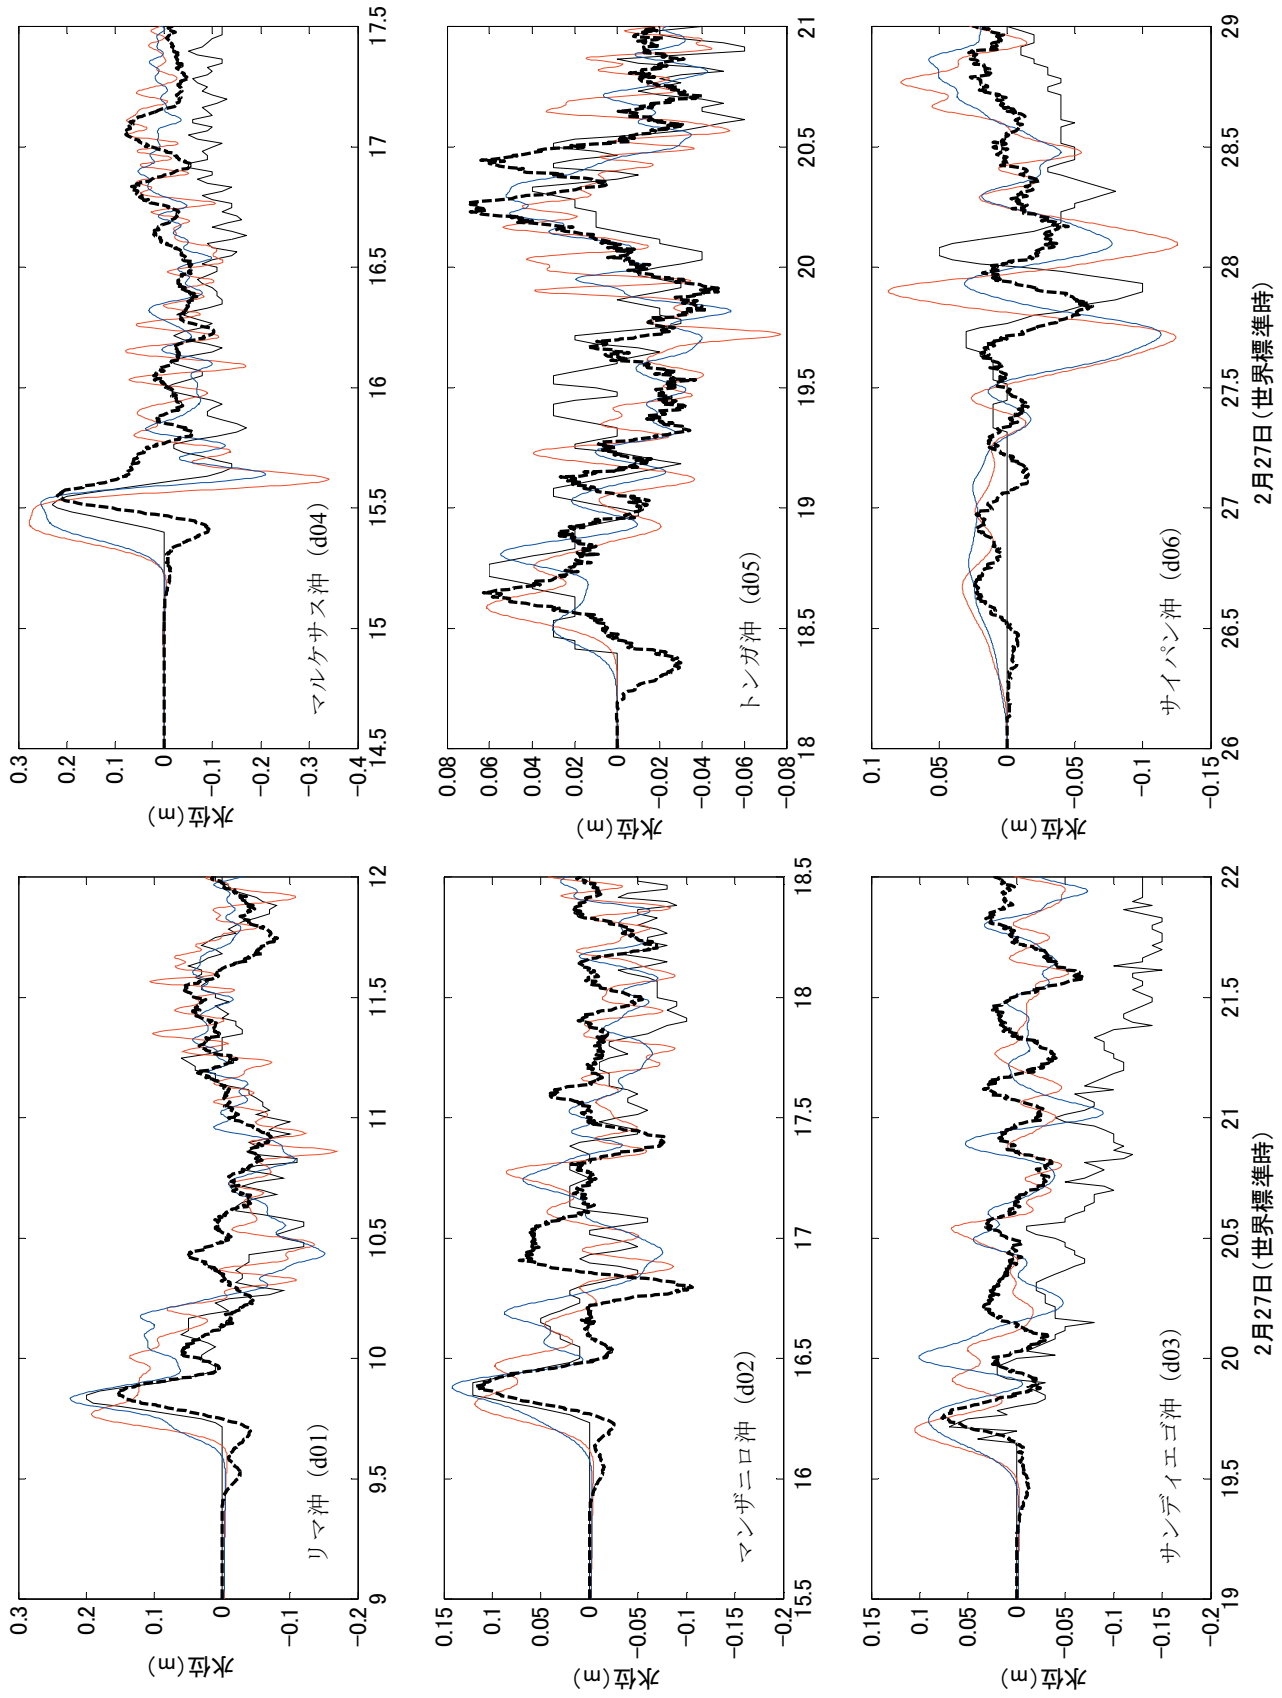 0.3
0.2
0.1
0
−0.1
−0.2
水位(m)
リマ沖 (d01)
9 9.5 10 10.5 11 11.5 12
0.3
0.2
0.1
0
−0.1
−0.2
−0.3
−0.4
水位(m)
マルケサス沖 (d04)
14.5 15 15.5 16 16.5 17 17.5
0.15
0.1
0.05
0
−0.05
−0.1
−0.15
−0.2
水位(m)
マンザニロ沖 (d02)
15.5 16 16.5 17 17.5 18 18.5
0.08
0.06
0.04
0.02
0
−0.02
−0.04
−0.06
−0.08
水位(m)
トンガ沖 (d05)
18 18.5 19 19.5 20 20.5 21
0.15
0.1
0.05
0
−0.05
−0.1
−0.15
−0.2
水位(m)
サンディエゴ沖 (d03)
19 19.5 20 20.5 21 21.5 22
2月27日(世界標準時)
0.1
0.05
0
−0.05
−0.1
−0.15
水位(m)
サイパン沖 (d06)
26 26.5 27 27.5 28 28.5 29
2月27日(世界標準時)